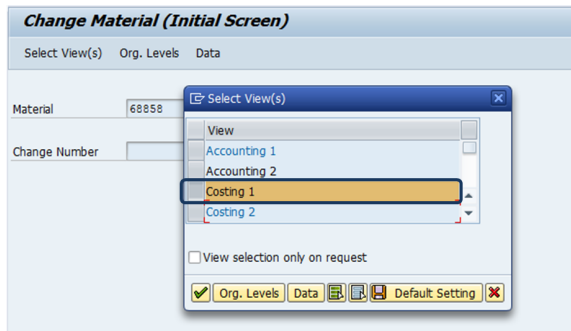 Change Material (Initial Screen)
Select View(s) Org. Levels Data
Select View(s)
Material 68858
View
Accounting 1
Change Number
Accounting 2
Costing 1
Costing 2
View selection only on request
Org. Levels Data Default Setting